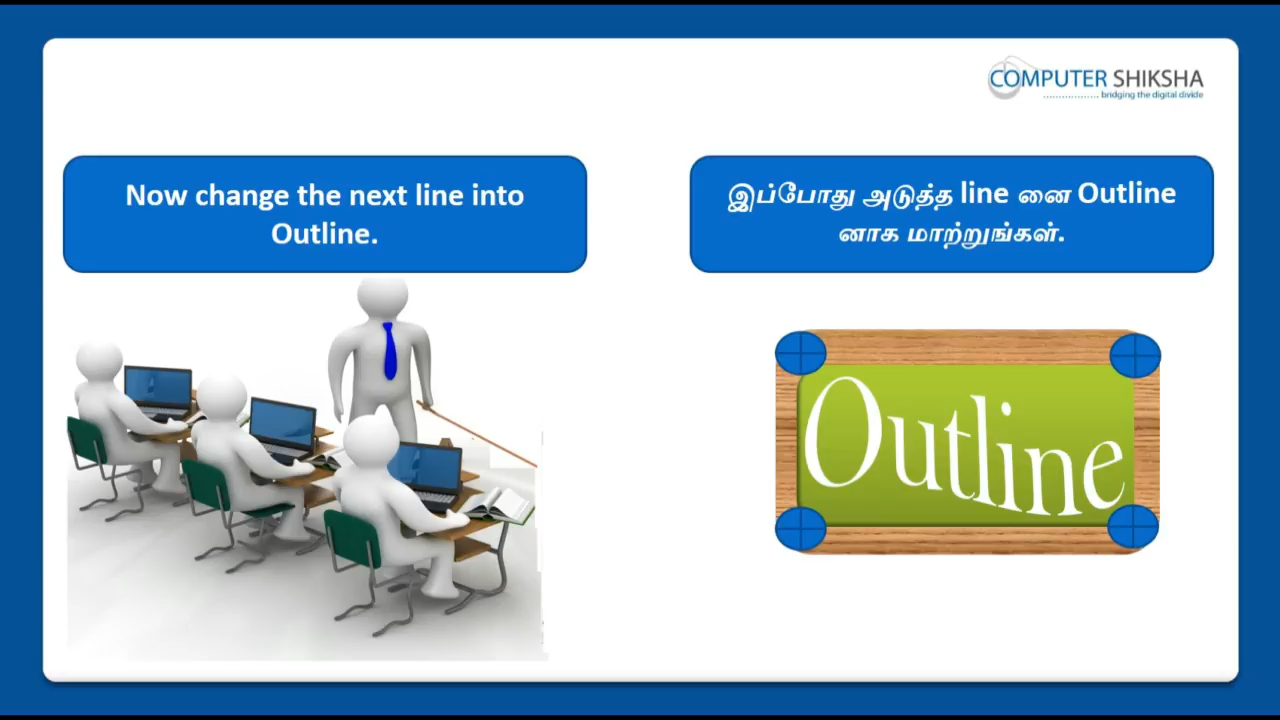 COMPUTER SHIKSHA
bridging the digital divide
Now change the next line into
Outline.
இப்போது அடுத்த line னை Outline
னாக மாற்றுங்கள்.
Outline